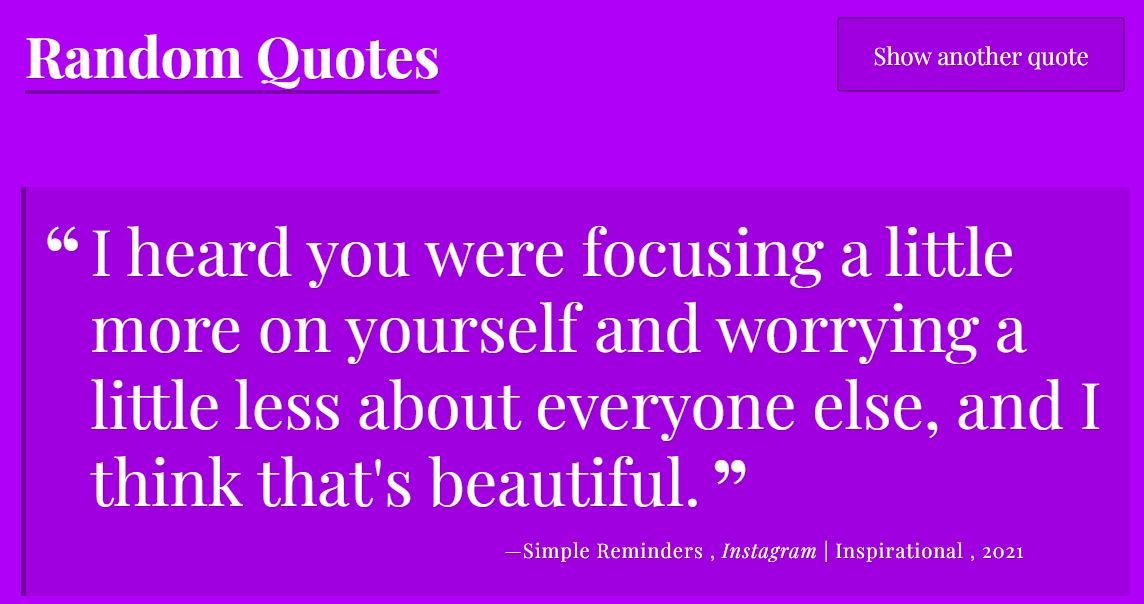 Random Quotes
Show another quote
“ I heard you were focusing a little
more on yourself and worrying a
little less about everyone else, and I
think that's beautiful. ”
—Simple Reminders , Instagram | Inspirational , 2021